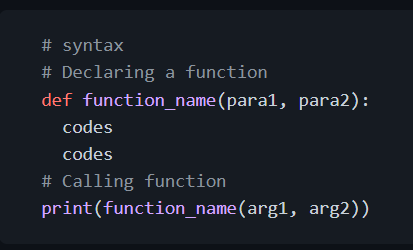 # syntax
# Declaring a function
def function_name(para1, para2):
  codes
  codes
# Calling function
print(function_name(arg1, arg2))